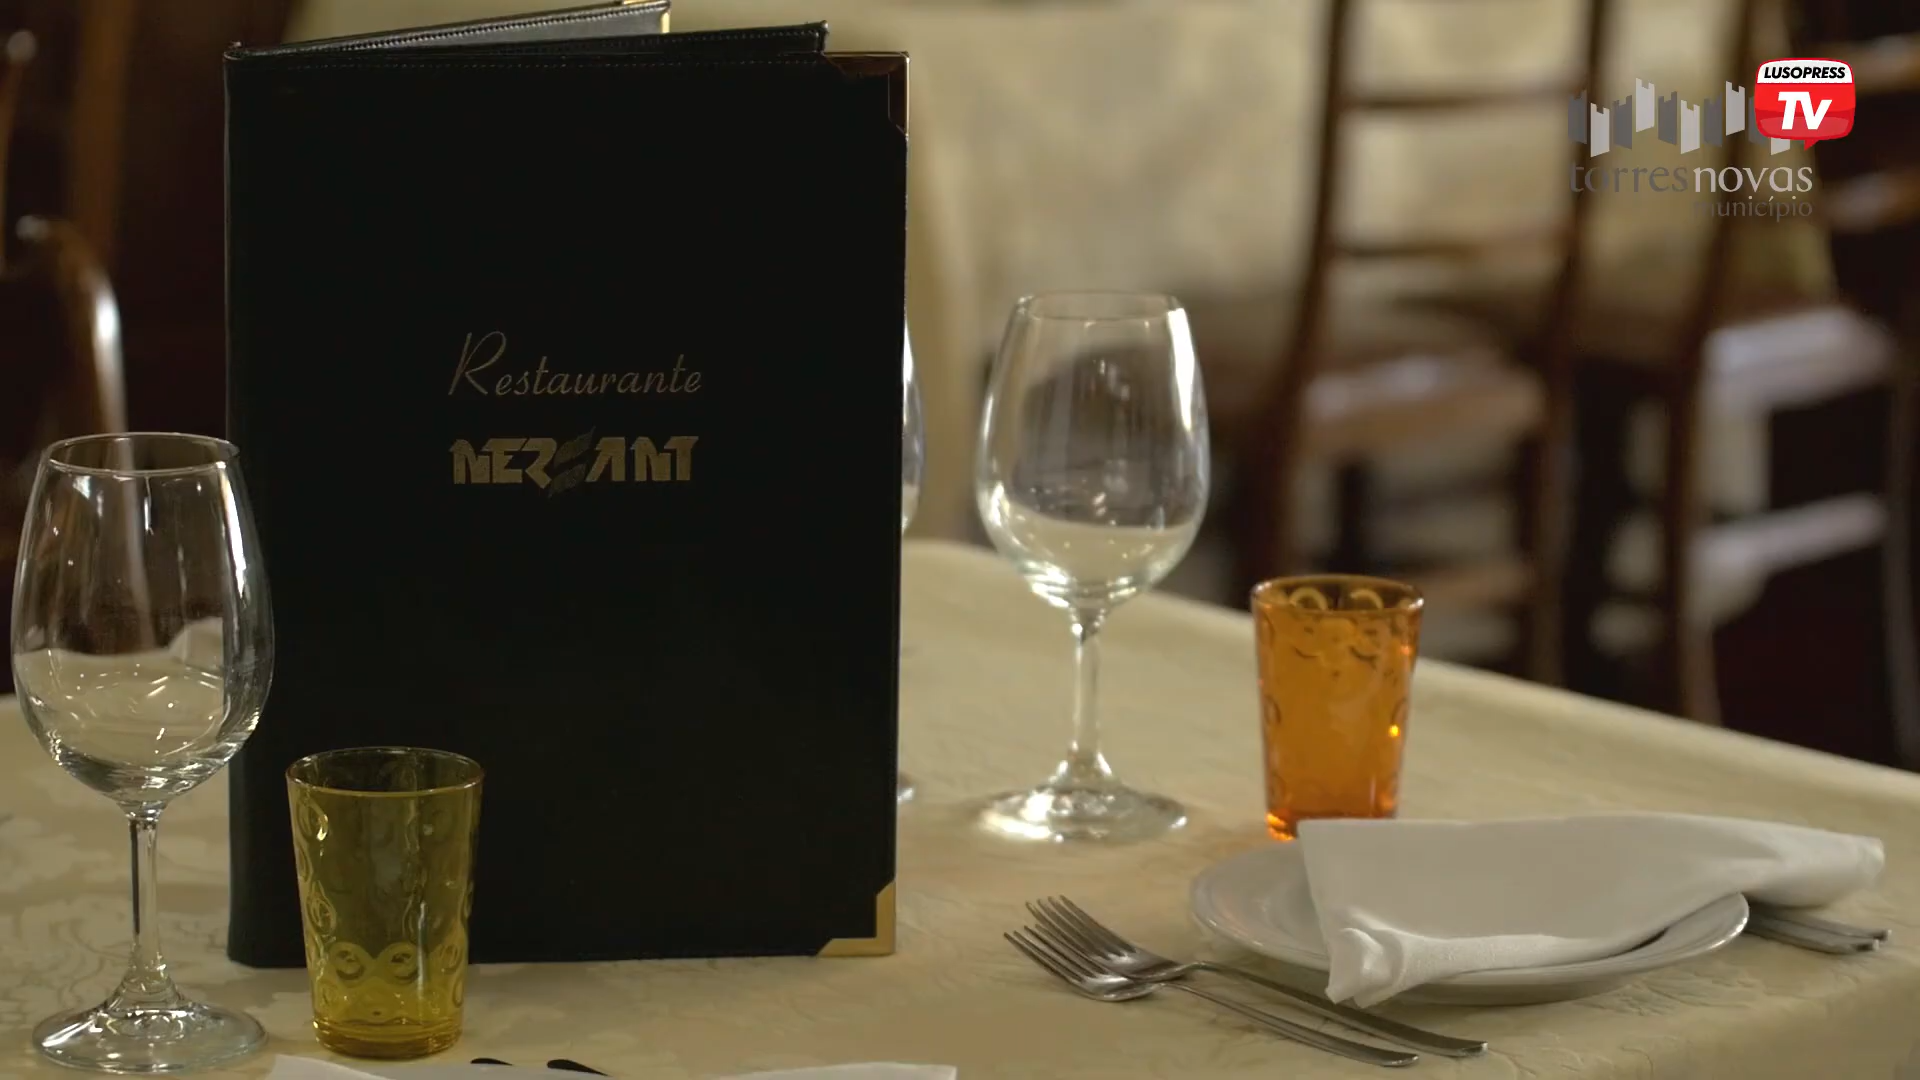 Restaurante
NERSANT
LUSOPRESS
TV
torresnovas
município